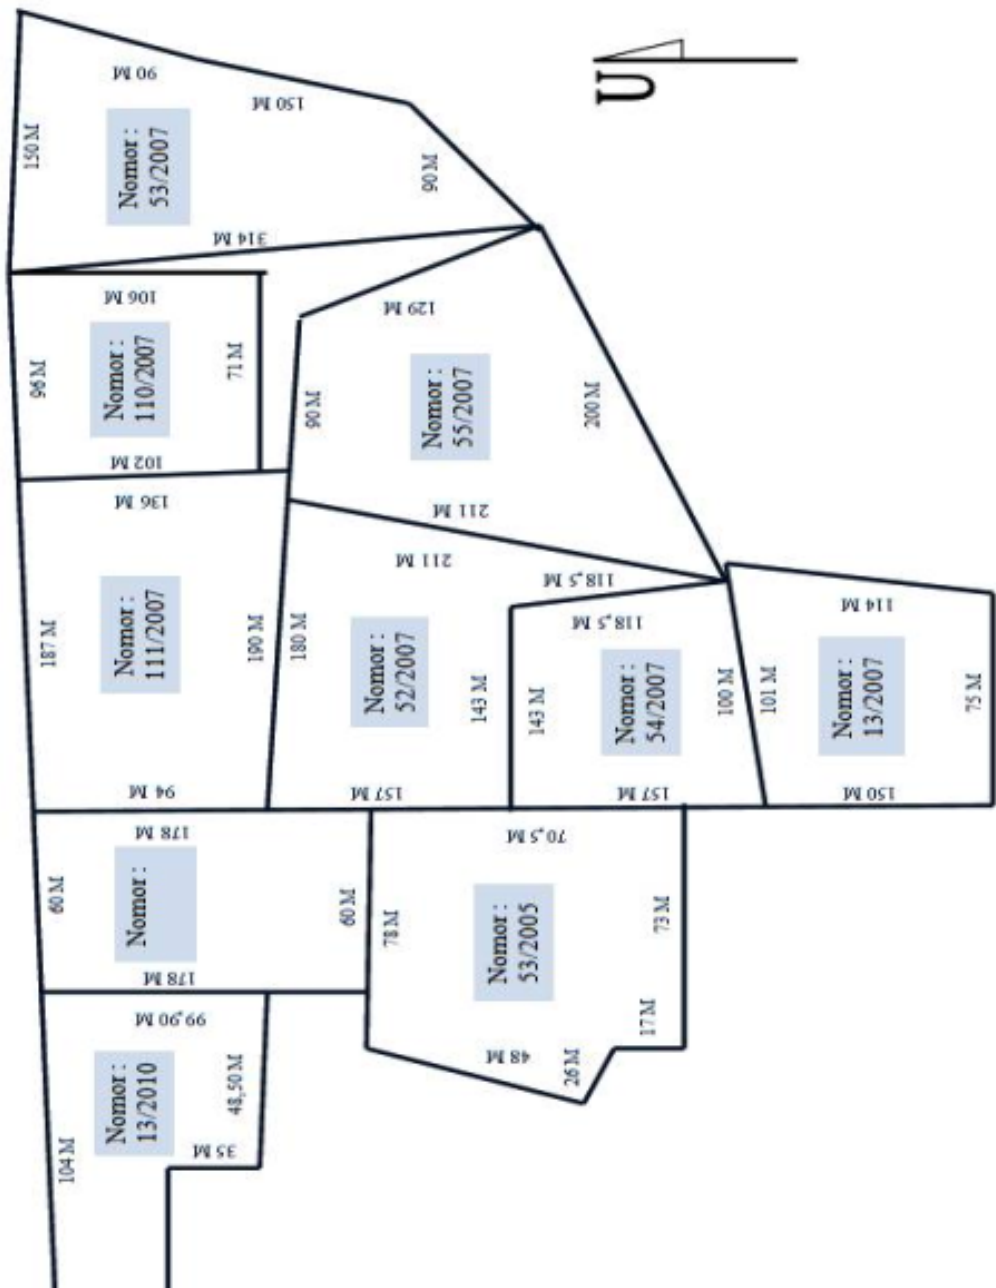 U
90 M
150 M
150 M
Nomor :
53/2007
90 M
314 M
106 M
96 M
Nomor :
110/2007
71 M
102 M
129 M
90 M
Nomor :
55/2007
200 M
211 M
136 M
187 M
Nomor :
111/2007
190 M
94 M
211 M
180 M
Nomor :
52/2007
143 M
118,5 M
157 M
118,5 M
143 M
Nomor :
54/2007
100 M
157 M
114 M
101 M
Nomor :
13/2007
75 M
150 M
178 M
60 M
Nomor :
60 M
178 M
70,5 M
78 M
Nomor :
53/2005
73 M
17 M
48 M
26 M
99,90 M
Nomor :
13/2010
48,50 M
35 M
104 M